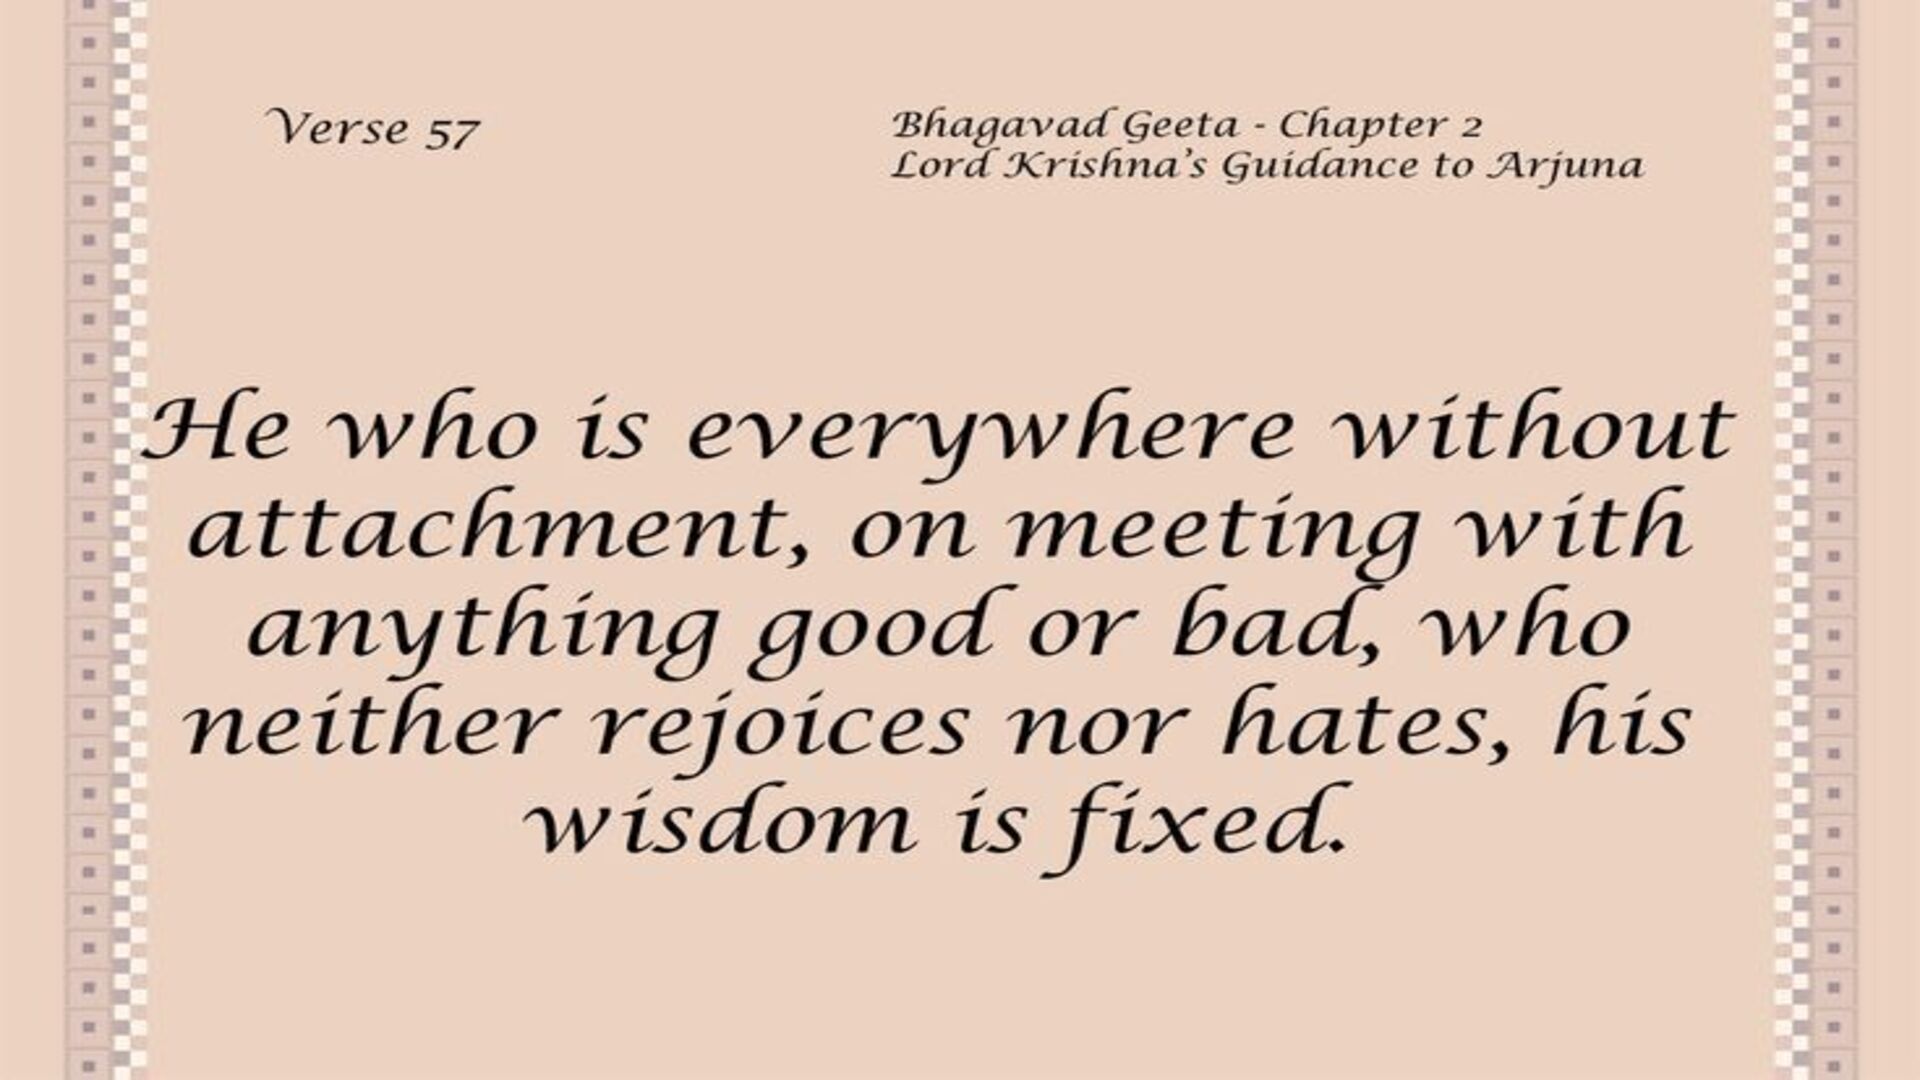 Verse 57
Bhagavad Geeta - Chapter 2
Lord Krishna's Guidance to Arjuna
He who is everywhere without
attachment, on meeting with
anything good or bad, who
neither rejoices nor hates, his
wisdom is fixed.